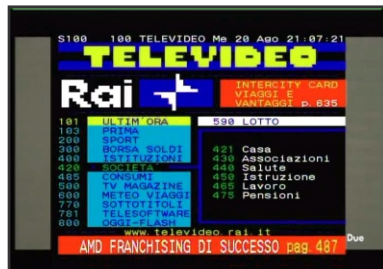 S100 100 TELEVIDEO Me 20 Ago 21:07:21
TELEVIDEO
Rai
INTERCITY CARD
VIAGGI E
VANTAGGI p.635
101 ULTIM'ORA
103 PRIMA
200 SPORT
300 BORSA SOLDI
400 ISTITUZIONI
420 SOCIETA'
485 CONSUMI
500 TV MAGAZINE
600 METEO VIAGGI
770 SOTTOTITOLI
781 TELESOFTWARE
800 OGGI-FLASH
590 LOTTO
421 Casa
430 Associazioni
440 Salute
450 Istruzione
465 Lavoro
475 Pensioni
www.televideo.rai.it
Due
AMD FRANCHISING DI SUCCESSO pag.487